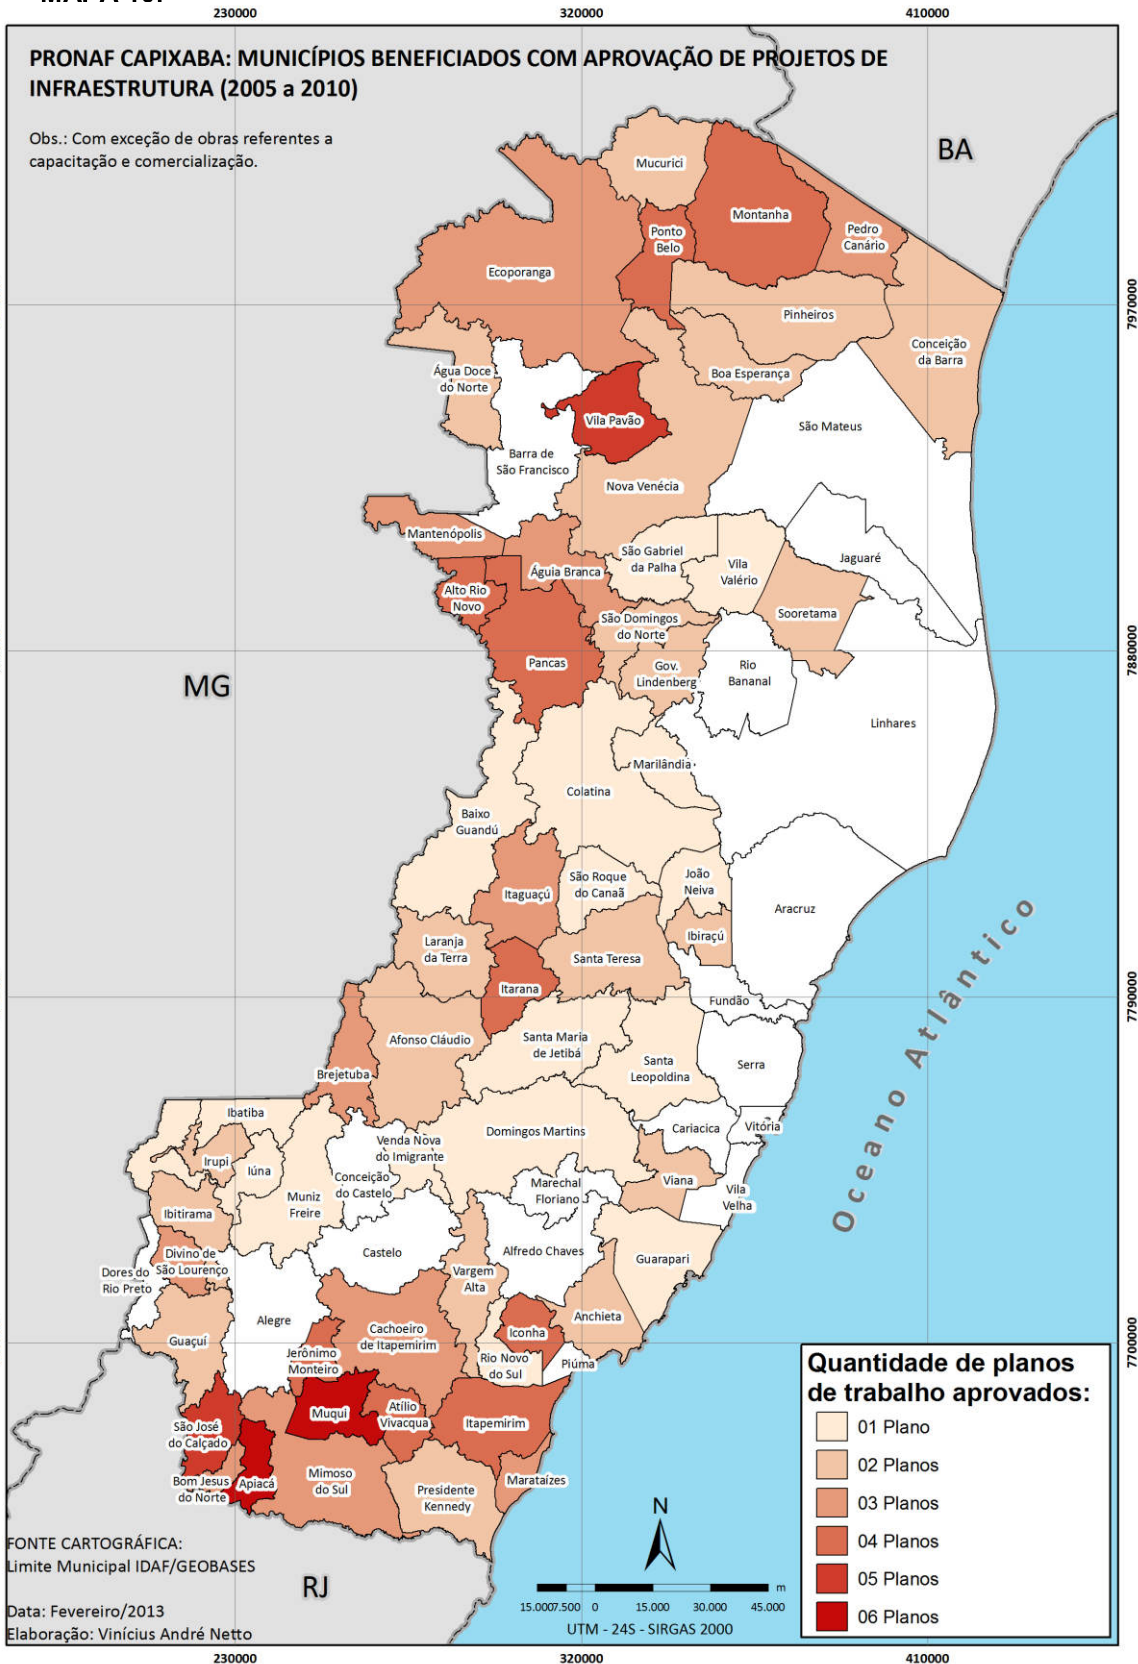 230000
320000
410000
PRONAF CAPIXABA: MUNICÍPIOS BENEFICIADOS COM APROVAÇÃO DE PROJETOS DE
INFRAESTRUTURA (2005 a 2010)
Obs.: Com exceção de obras referentes a
capacitação e comercialização.
BA
Mucurici
Montanha
Ponto
Belo
Pedro
Canário
Ecoporanga
7970000
Pinheiros
Conceição
da Barra
Água Doce
do Norte
Boa Esperança
Vila Pavão
São Mateus
Barra de
São Francisco
Nova Venécia
Mantenópolis
São Gabriel
da Palha
Jaguaré
Águia Branca
Vila
Valério
Alto Rio
Novo
Sooretama
São Domingos
do Norte
7880000
Pancas
Gov.
Lindenberg
Rio
Bananal
MG
Linhares
Marilândia
Colatina
Baixo
Guandú
São Roque
do Canaã
João
Neiva
Itaguaçú
Aracruz
Laranja
da Terra
Ibiraçú
Santa Teresa
Itarana
Oceano Atlântico
7790000
Fundão
Afonso Cláudio
Santa Maria
de Jetibá
Santa
Leopoldina
Serra
Brejetuba
Ibatiba
Domingos Martins
Cariacica
Vitória
Venda Nova
do Imigrante
Irupi
Iúna
Conceição
do Castelo
Marechal
Floriano
Viana
Vila
Velha
Muniz
Freire
Ibitirama
Castelo
Alfredo Chaves
Guarapari
Divino de
São Lourenço
Dores do
Rio Preto
Vargem
Alta
Alegre
Anchieta
Guaçuí
Cachoeiro
de Itapemirim
Iconha
7700000
Jerônimo
Monteiro
Rio Novo
do Sul
Piúma
Muqui
Atílio
Vivacqua
Itapemirim
São José
do Calçado
Bom Jesus
do Norte
Apiacá
Mimoso
do Sul
Presidente
Kennedy
Marataízes
Quantidade de planos
de trabalho aprovados:
01 Plano
02 Planos
03 Planos
04 Planos
05 Planos
06 Planos
N
m
15.000 7.500 0 15.000 30.000 45.000
UTM - 24S - SIRGAS 2000
FONTE CARTOGRÁFICA:
Limite Municipal IDAF/GEOBASES
RJ
Data: Fevereiro/2013
Elaboração: Vinícius André Netto
230000
320000
410000